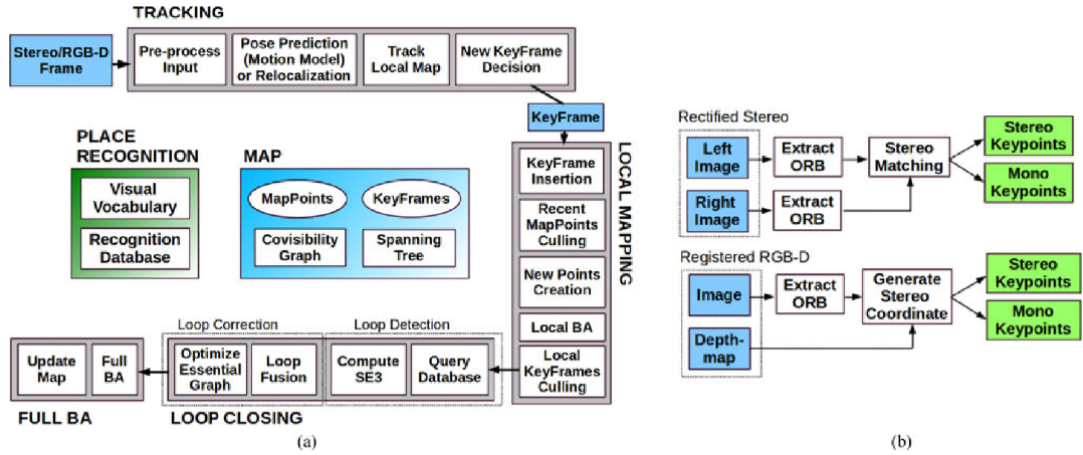 TRACKING
Stereo/RGB-D
Frame
Pre-process
Input
Pose Prediction
(Motion Model)
or Relocalization
Track
Local Map
New KeyFrame
Decision
KeyFrame
PLACE
RECOGNITION
Visual
Vocabulary
Recognition
Database
MAP
MapPoints
KeyFrames
Covisibility
Graph
Spanning
Tree
LOCAL MAPPING
KeyFrame
Insertion
Recent
MapPoints
Culling
New Points
Creation
Local BA
Local
KeyFrames
Culling
Loop Correction
Loop Detection
Update
Map
Full
BA
Optimize
Essential
Graph
Loop
Fusion
Compute
SE3
Query
Database
FULL BA
LOOP CLOSING
(a)
Rectified Stereo
Left
Image
Extract
ORB
Stereo
Matching
Stereo
Keypoints
Mono
Keypoints
Right
Image
Extract
ORB
Registered RGB-D
Image
Extract
ORB
Generate
Stereo
Coordinate
Stereo
Keypoints
Mono
Keypoints
Depth-
map
(b)